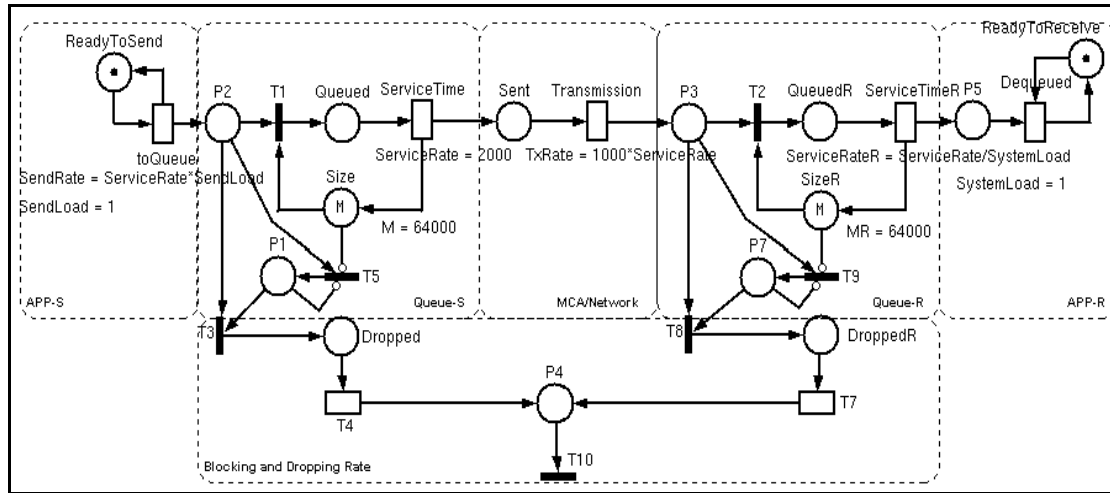 ReadyToSend
ReadyToReceive
P2
T1
Queued
ServiceTime
Sent
Transmission
P3
T2
QueuedR
ServiceTimeR
P5
Dequeued
toQueue
SendRate = ServiceRate*SendLoad
SendLoad = 1
ServiceRate = 2000
TxRate = 1000*ServiceRate
ServiceRateR = ServiceRate/SystemLoad
SystemLoad = 1
Size
M
M = 64000
SizeR
M
MR = 64000
P1
T5
P7
T9
APP-S
Queue-S
MCA/Network
Queue-R
APP-R
T3
Dropped
T8
DroppedR
T4
P4
T7
T10
Blocking and Dropping Rate